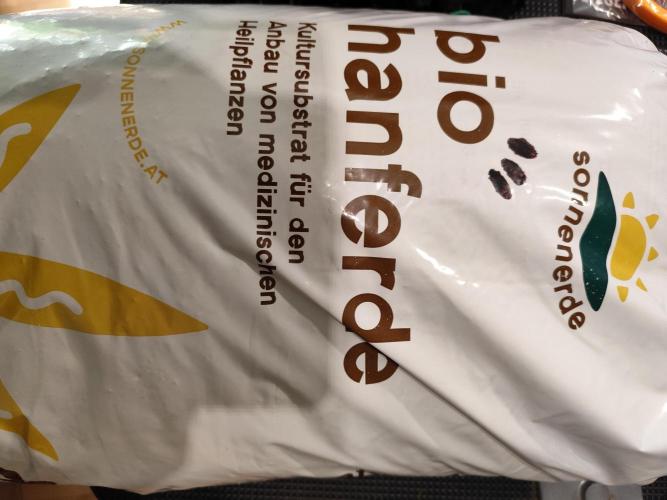 sonnenerde
bio
hanferde
Kultursubstrat für den
Anbau von medizinischen
Heilpflanzen
WWW.SONNENERDE.AT